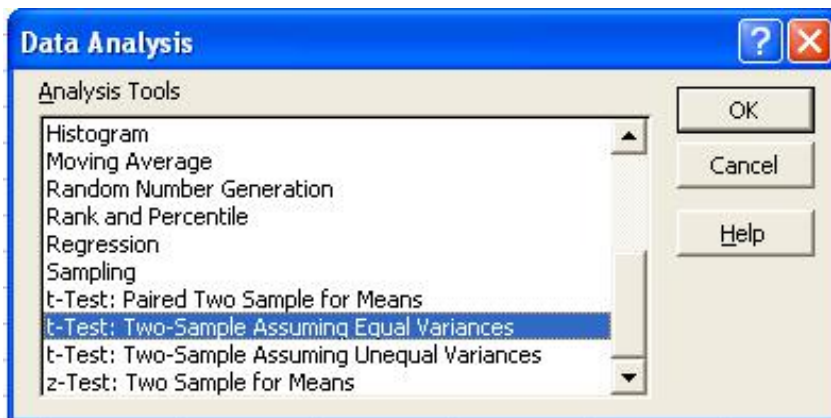 Data Analysis
?
Analysis Tools
Histogram
Moving Average
Random Number Generation
Rank and Percentile
Regression
Sampling
t-Test: Paired Two Sample for Means
t-Test: Two-Sample Assuming Equal Variances
t-Test: Two-Sample Assuming Unequal Variances
z-Test: Two Sample for Means
OK
Cancel
Help